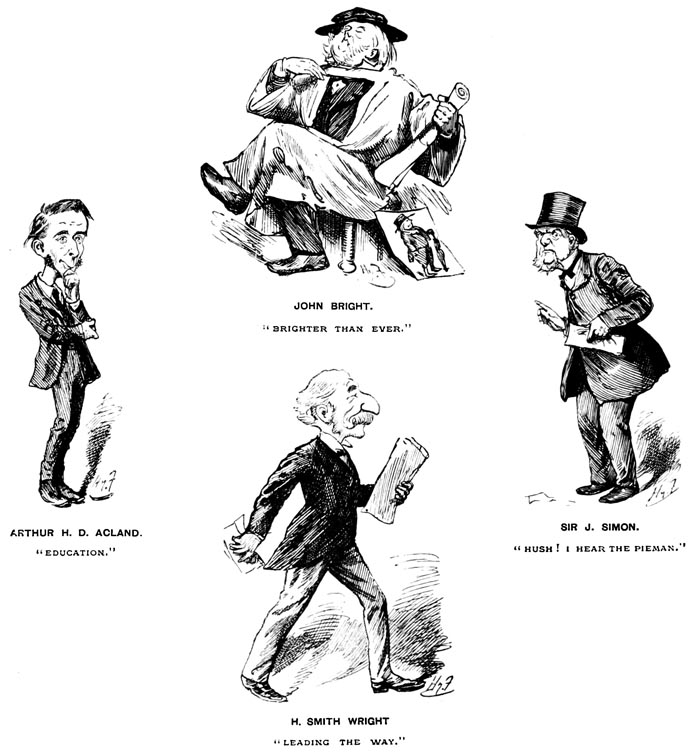 JOHN BRIGHT.
"BRIGHTER THAN EVER."
ARTHUR H. D. ACLAND.
"EDUCATION."
SIR J. SIMON.
"HUSH! I HEAR THE PIEMAN."
H. SMITH WRIGHT
"LEADING THE WAY."